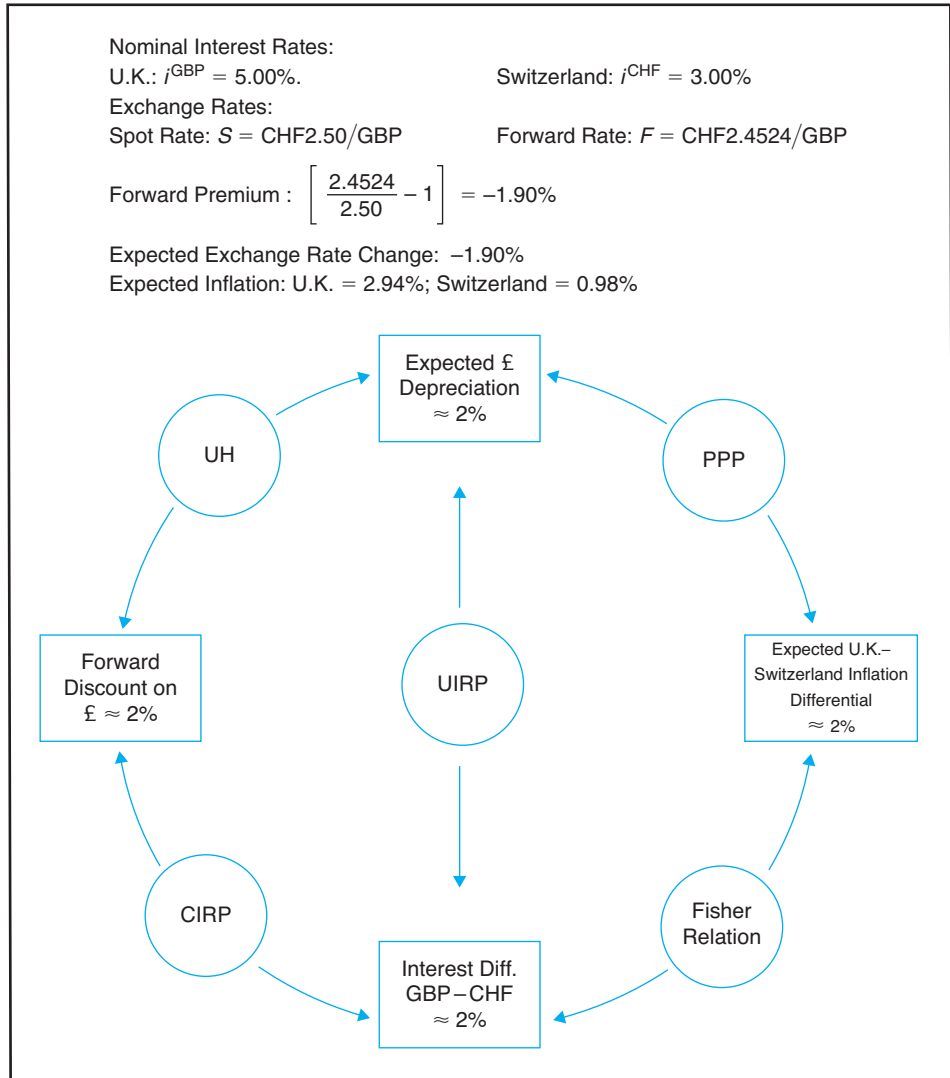 Nominal Interest Rates:
U.K.: i^GBP = 5.00%. Switzerland: i^CHF = 3.00%
Exchange Rates:
Spot Rate: S = CHF2.50/GBP Forward Rate: F = CHF2.4524/GBP
Forward Premium : [ 2.4524 / 2.50 – 1 ] = –1.90%
Expected Exchange Rate Change: –1.90%
Expected Inflation: U.K. = 2.94%; Switzerland = 0.98%
Expected £
Depreciation
≈ 2%
UH
PPP
Forward
Discount on
£ ≈ 2%
UIRP
Expected U.K.–
Switzerland Inflation
Differential
≈ 2%
CIRP
Fisher
Relation
Interest Diff.
GBP–CHF
≈ 2%